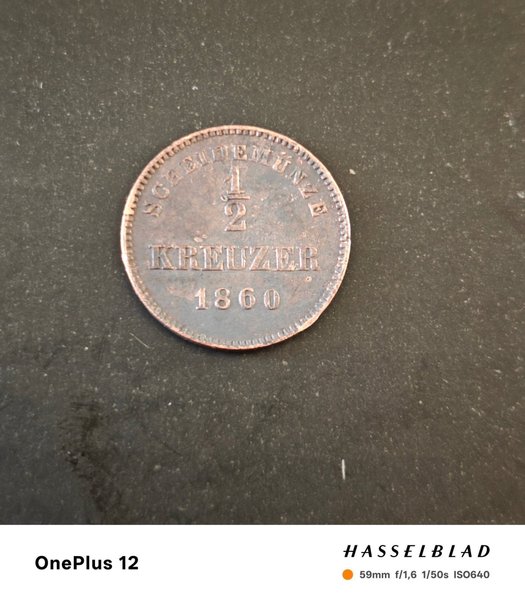 SCHEIDEMÜNZE
1
2
KREUZER
1860
OnePlus 12
HASSELBLAD
59mm f/1,6 1/50s ISO640